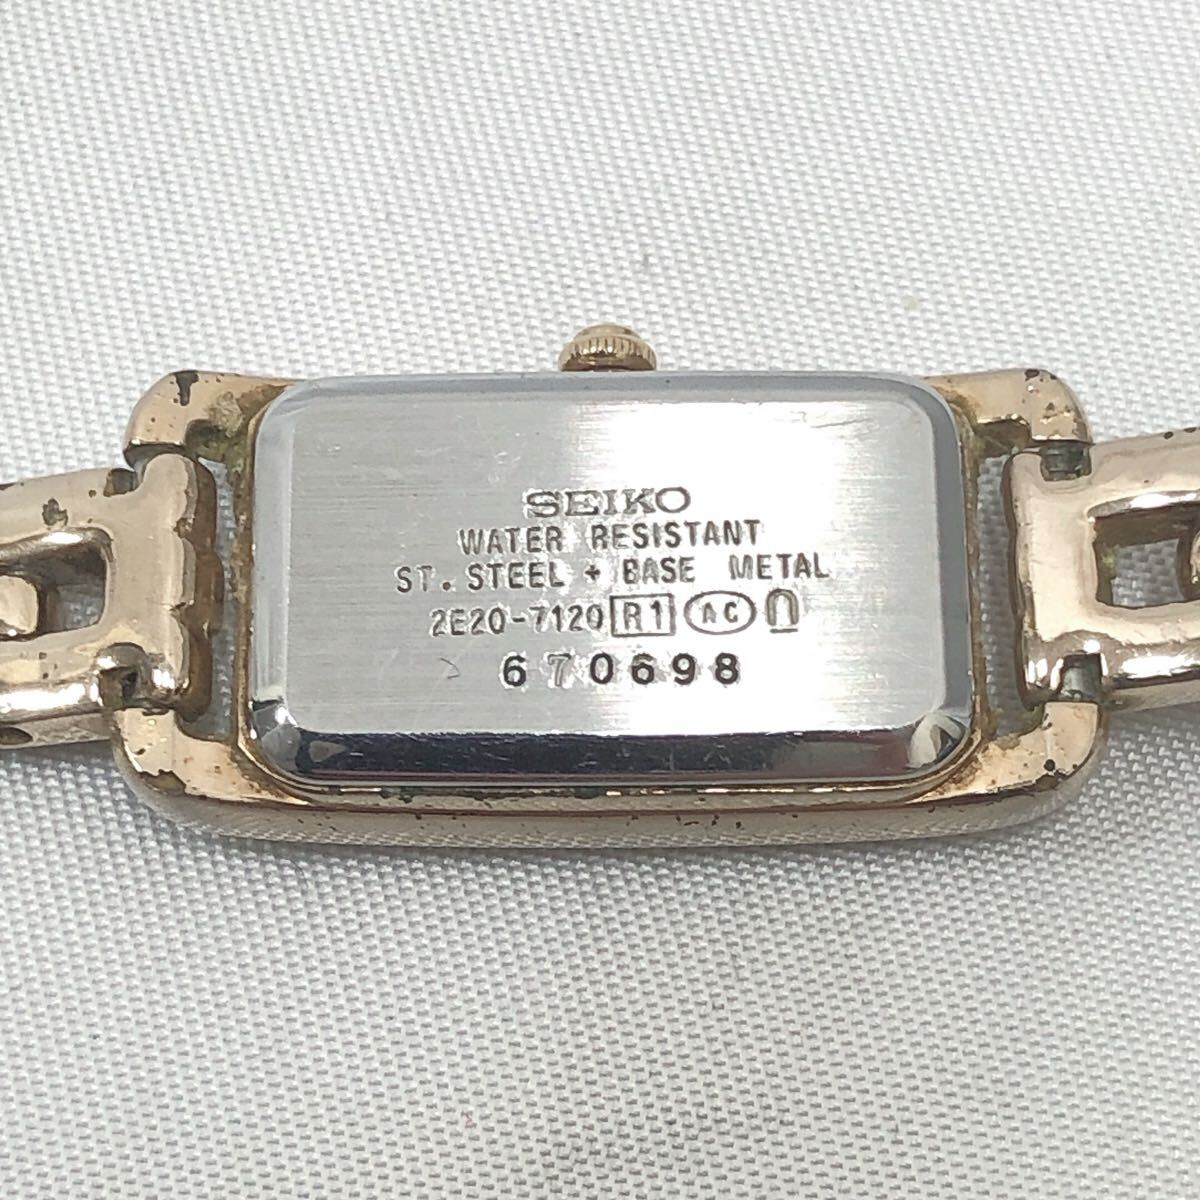 SEIKO
WATER RESISTANT
ST. STEEL + BASE METAL
2E20-7120 R1 AC
670698